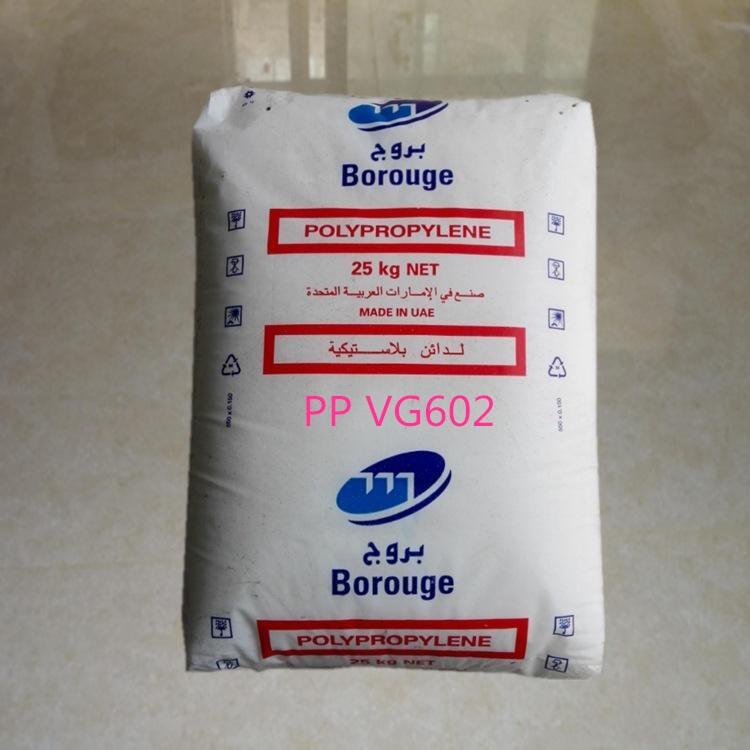 بروج
Borouge
POLYPROPYLENE
25 kg NET
صنع في الإمارات العربية المتحدة
MADE IN UAE
لدائن بلاستيكية
PP VG602
بروج
Borouge
POLYPROPYLENE
25 kg NET